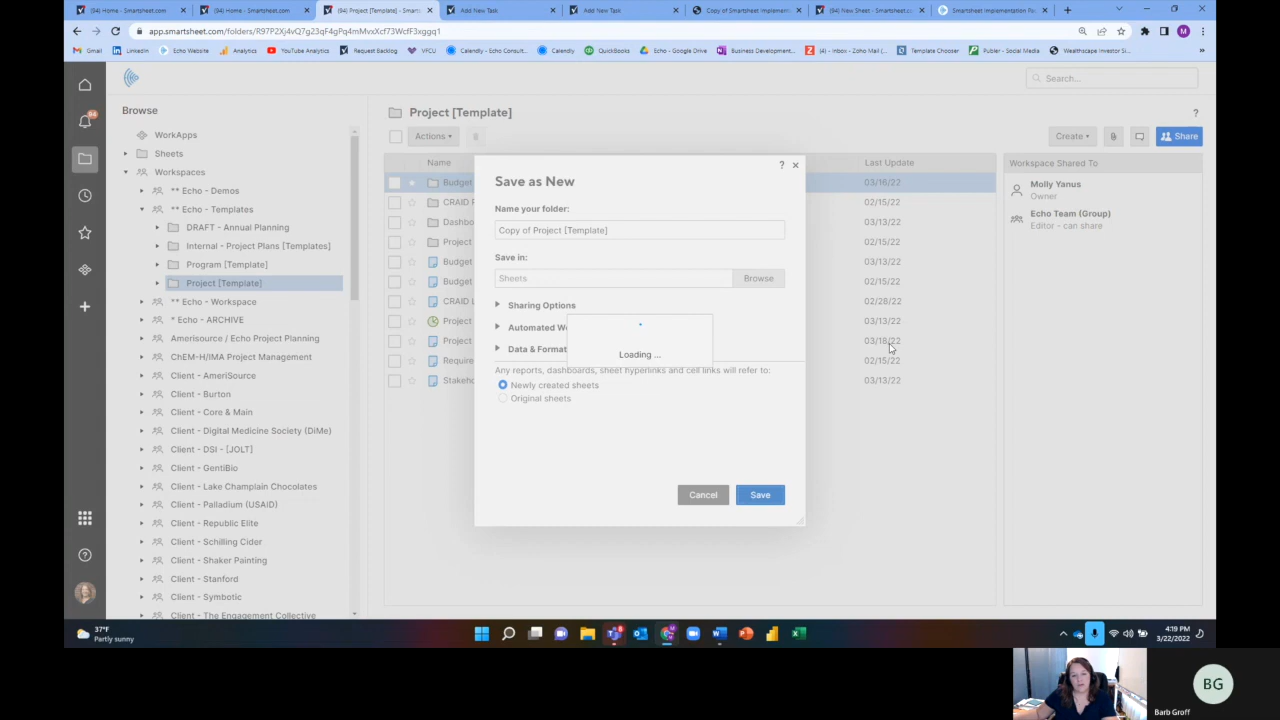 (94) Home - Smartsheet.com
(94) Home - Smartsheet.com
(94) Project [Template] - Smarts
Add New Task
Add New Task
Copy of Smartsheet Implement
(94) New Sheet - Smartsheet.c
Smartsheet Implementation Pa
app.smartsheet.com/folders/R97P2Xj4vQ7g23qF4gPq4mMvxXcf73WcfF3xggq1
M
Gmail
LinkedIn
Echo Website
Analytics
YouTube Analytics
Request Backlog
VFCU
Calendly - Echo Consult...
Calendly
QuickBooks
Echo - Google Drive
Business Development...
(4) - Inbox - Zoho Mail (...
Template Chooser
Publer - Social Media
Wealthscape Investor Si...
Search...
94
Browse
WorkApps
Sheets
Workspaces
** Echo - Demos
** Echo - Templates
DRAFT - Annual Planning
Internal - Project Plans [Templates]
Program [Template]
Project [Template]
** Echo - Workspace
* Echo - ARCHIVE
Amerisource / Echo Project Planning
ChEM-H/IMA Project Management
Client - AmeriSource
Client - Burton
Client - Core & Main
Client - Digital Medicine Society (DiMe)
Client - DSI - [JOLT]
Client - GentiBio
Client - Lake Champlain Chocolates
Client - Palladium (USAID)
Client - Republic Elite
Client - Schilling Cider
Client - Shaker Painting
Client - Stanford
Client - Symbotic
Client - The Engagement Collective
Project [Template]
?
Actions
Create
Share
Name
Last Update
Budget
03/16/22
CRAID
02/15/22
Dashbo
03/13/22
Project
02/15/22
Budget
03/13/22
Budget
02/15/22
CRAID L
02/28/22
Project
03/13/22
Project
03/18/22
Require
02/15/22
Stakeho
03/13/22
Workspace Shared To
Molly Yanus
Owner
Echo Team (Group)
Editor - can share
?
Save as New
Name your folder:
Copy of Project [Template]
Save in:
Sheets
Browse
Sharing Options
Automated Wo
Data & Format
Loading ...
Any reports, dashboards, sheet hyperlinks and cell links will refer to:
Newly created sheets
Original sheets
Cancel
Save
37°F
Partly sunny
4:19 PM
3/22/2022
BG
Barb Groff